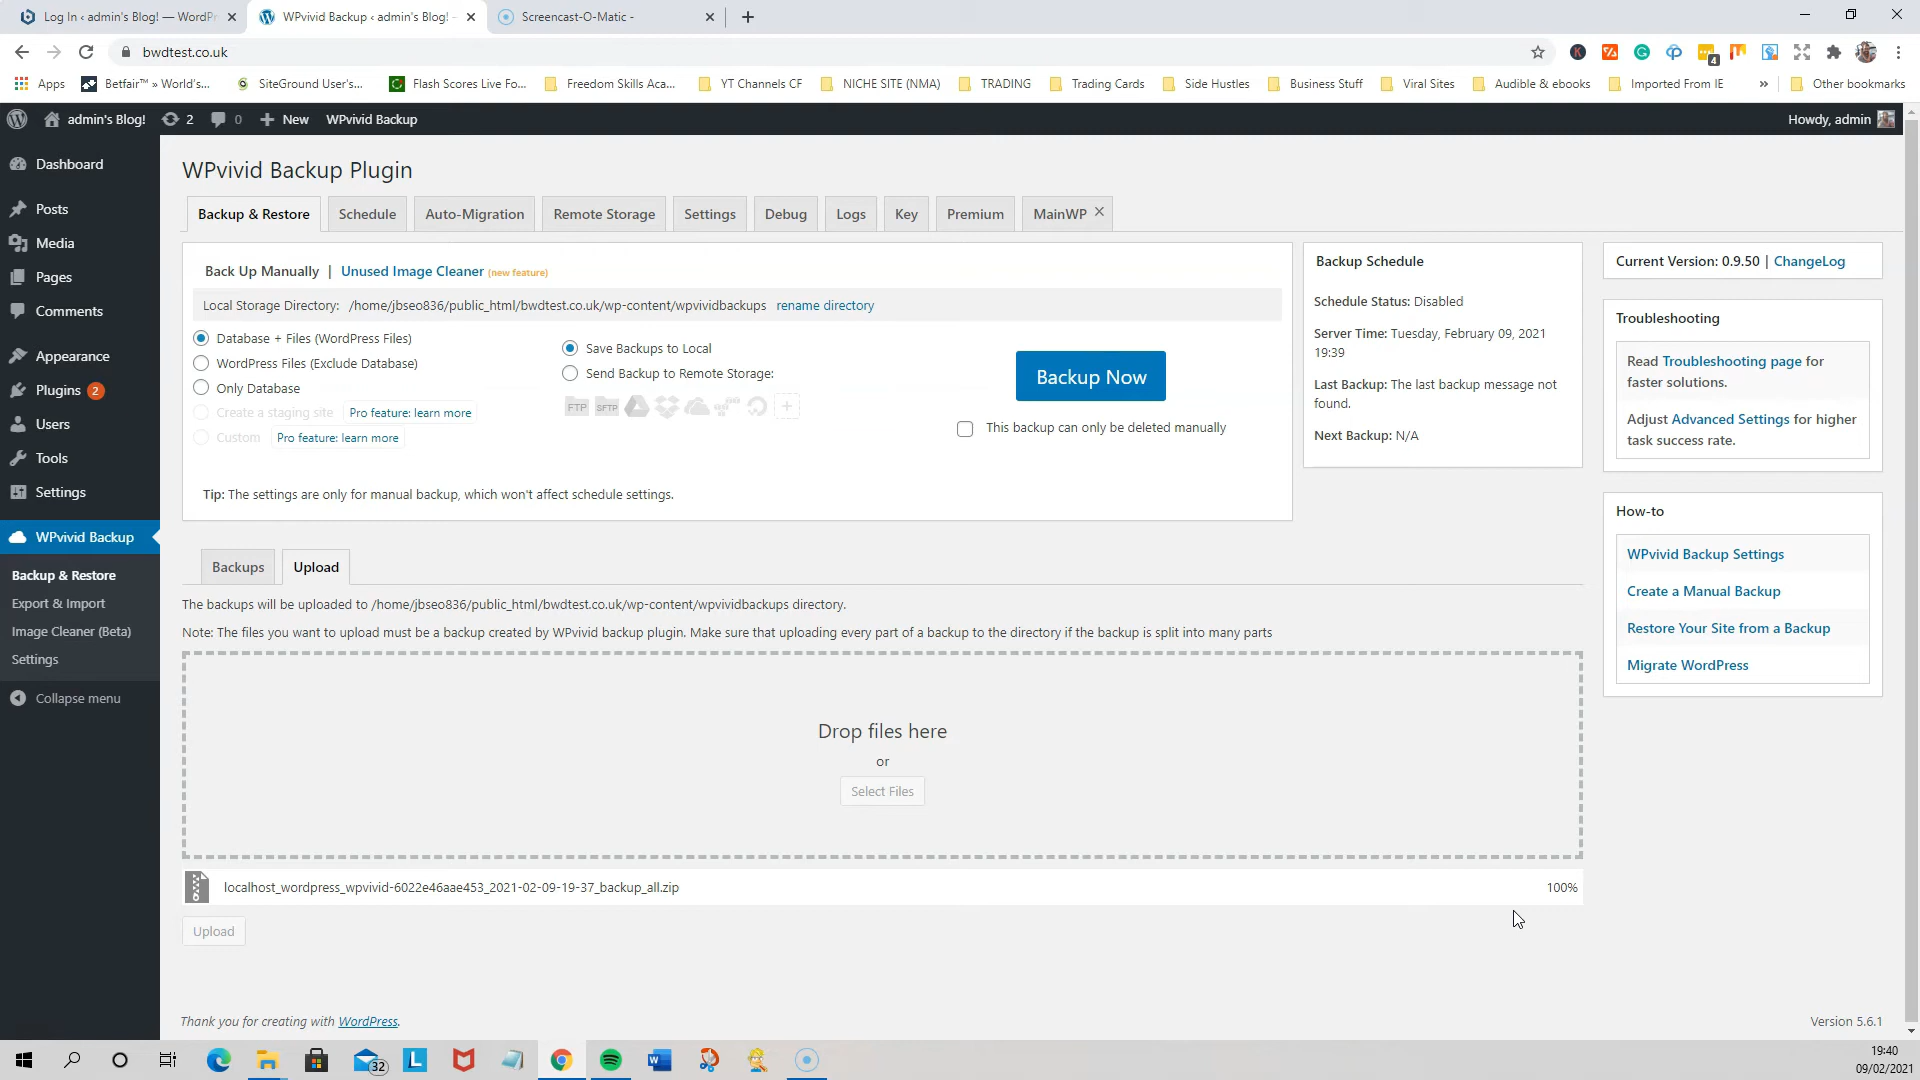 Log In ‹ admin's Blog! — WordPr
WPvivid Backup ‹ admin's Blog! –
Screencast-O-Matic -
bwdtest.co.uk
4
Apps
Betfair™ » World's...
SiteGround User's...
Flash Scores Live Fo...
Freedom Skills Aca...
YT Channels CF
NICHE SITE (NMA)
TRADING
Trading Cards
Side Hustles
Business Stuff
Viral Sites
Audible & ebooks
Imported From IE
»
Other bookmarks
admin's Blog!
2
0
New
WPvivid Backup
Howdy, admin
Dashboard
Posts
Media
Pages
Comments
Appearance
Plugins 2
Users
Tools
Settings
WPvivid Backup
Backup & Restore
Export & Import
Image Cleaner (Beta)
Settings
Collapse menu
WPvivid Backup Plugin
Backup & Restore
Schedule
Auto-Migration
Remote Storage
Settings
Debug
Logs
Key
Premium
MainWP
Back Up Manually | Unused Image Cleaner (new feature)
Local Storage Directory: /home/jbseo836/public_html/bwdtest.co.uk/wp-content/wpvividbackups rename directory
Database + Files (WordPress Files)
WordPress Files (Exclude Database)
Only Database
Create a staging site Pro feature: learn more
Custom Pro feature: learn more
Save Backups to Local
Send Backup to Remote Storage:
FTP
SFTP
Backup Now
This backup can only be deleted manually
Tip: The settings are only for manual backup, which won't affect schedule settings.
Backup Schedule
Schedule Status: Disabled
Server Time: Tuesday, February 09, 2021
19:39
Last Backup: The last backup message not
found.
Next Backup: N/A
Current Version: 0.9.50 | ChangeLog
Troubleshooting
Read Troubleshooting page for
faster solutions.
Adjust Advanced Settings for higher
task success rate.
How-to
WPvivid Backup Settings
Create a Manual Backup
Restore Your Site from a Backup
Migrate WordPress
Backups
Upload
The backups will be uploaded to /home/jbseo836/public_html/bwdtest.co.uk/wp-content/wpvividbackups directory.
Note: The files you want to upload must be a backup created by WPvivid backup plugin. Make sure that uploading every part of a backup to the directory if the backup is split into many parts
Drop files here
or
Select Files
localhost_wordpress_wpvivid-6022e46aae453_2021-02-09-19-37_backup_all.zip
100%
Upload
Thank you for creating with WordPress.
Version 5.6.1
32
L
19:40
09/02/2021